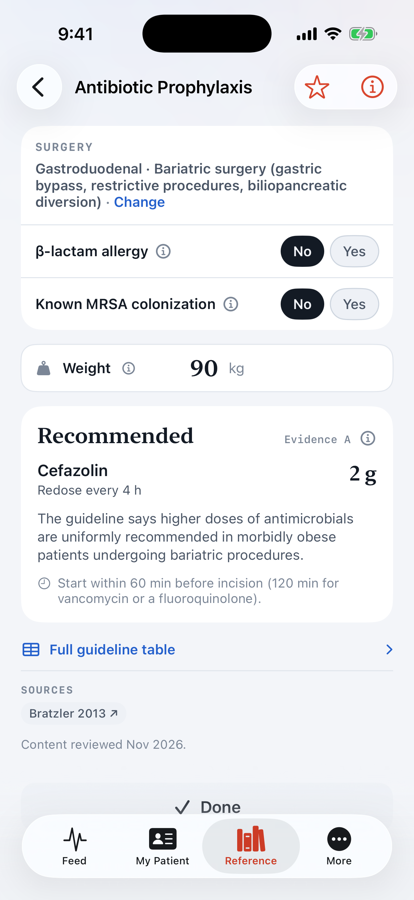 9:41
Antibiotic Prophylaxis
SURGERY
Gastroduodenal · Bariatric surgery (gastric
bypass, restrictive procedures, biliopancreatic
diversion) · Change
β-lactam allergy
No
Yes
Known MRSA colonization
No
Yes
Weight
90 kg
Recommended
Evidence A
Cefazolin
2 g
Redose every 4 h
The guideline says higher doses of antimicrobials
are uniformly recommended in morbidly obese
patients undergoing bariatric procedures.
Start within 60 min before incision (120 min for
vancomycin or a fluoroquinolone).
Full guideline table
SOURCES
Bratzler 2013 ↗
Content reviewed Nov 2026.
Done
Feed
My Patient
Reference
More